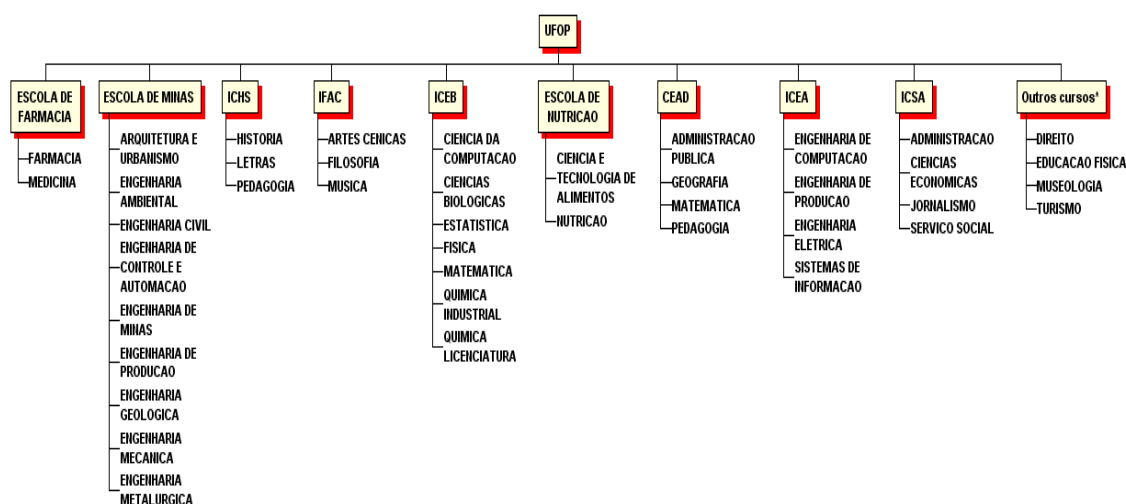 UFOP
ESCOLA DE
FARMACIA
FARMACIA
MEDICINA
ESCOLA DE MINAS
ARQUITETURA E
URBANISMO
ENGENHARIA
AMBIENTAL
ENGENHARIA CIVIL
ENGENHARIA DE
CONTROLE E
AUTOMACAO
ENGENHARIA DE
MINAS
ENGENHARIA DE
PRODUCAO
ENGENHARIA
GEOLOGICA
ENGENHARIA
MECANICA
ENGENHARIA
METALURGICA
ICHS
HISTORIA
LETRAS
PEDAGOGIA
IFAC
ARTES CENICAS
FILOSOFIA
MUSICA
ICEB
CIENCIA DA
COMPUTACAO
CIENCIAS
BIOLOGICAS
ESTATISTICA
FISICA
MATEMATICA
QUIMICA
INDUSTRIAL
QUIMICA
LICENCIATURA
ESCOLA DE
NUTRICAO
CIENCIA E
TECNOLOGIA DE
ALIMENTOS
NUTRICAO
CEAD
ADMINISTRACAO
PUBLICA
GEOGRAFIA
MATEMATICA
PEDAGOGIA
ICEA
ENGENHARIA DE
COMPUTACAO
ENGENHARIA DE
PRODUCAO
ENGENHARIA
ELETRICA
SISTEMAS DE
INFORMACAO
ICSA
ADMINISTRACAO
CIENCIAS
ECONOMICAS
JORNALISMO
SERVICO SOCIAL
Outros cursos*
DIREITO
EDUCACAO FISICA
MUSEOLOGIA
TURISMO